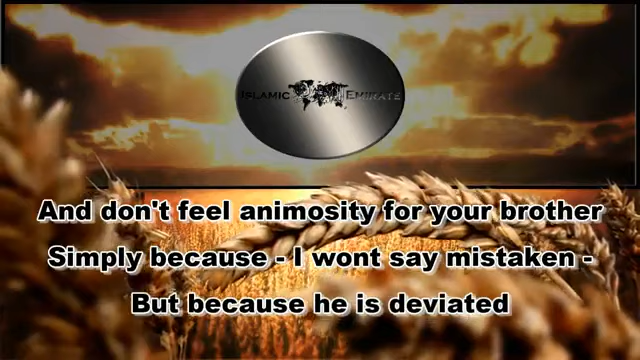 ISLAMIC EMIRATE
And don't feel animosity for your brother
Simply because - I wont say mistaken -
But because he is deviated